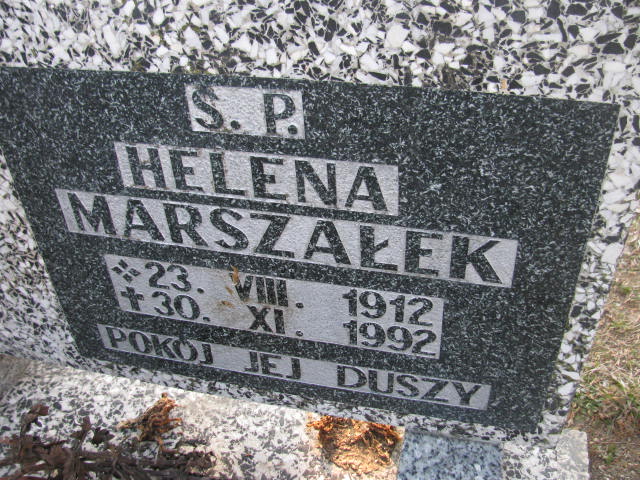 S. P.
HELENA
MARSZAŁEK
23. VIII. 1912
30. XI. 1992
POKÓJ JEJ DUSZY